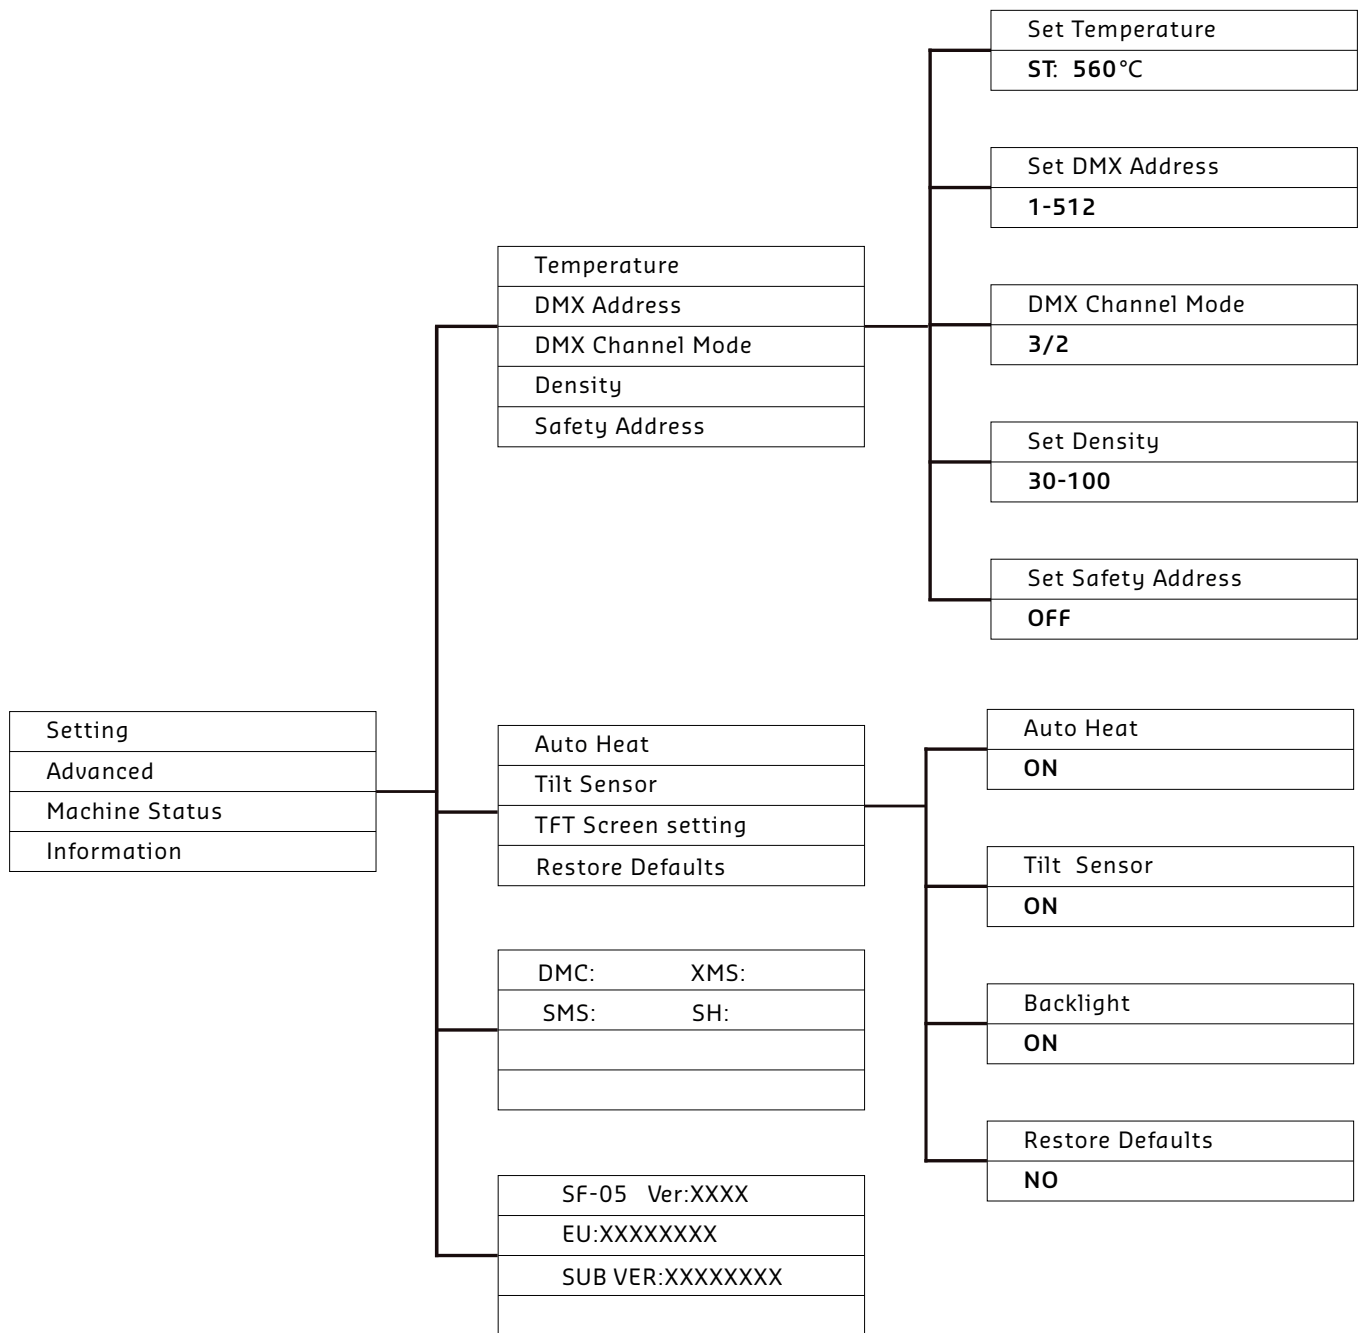 Setting
Advanced
Machine Status
Information
Temperature
DMX Address
DMX Channel Mode
Density
Safety Address
Set Temperature
ST: 560°C
Set DMX Address
1-512
DMX Channel Mode
3/2
Set Density
30-100
Set Safety Address
OFF
Auto Heat
Tilt Sensor
TFT Screen setting
Restore Defaults
Auto Heat
ON
Tilt Sensor
ON
Backlight
ON
Restore Defaults
NO
DMC: XMS:
SMS: SH:
SF-05 Ver:XXXX
EU:XXXXXXXX
SUB VER:XXXXXXXX